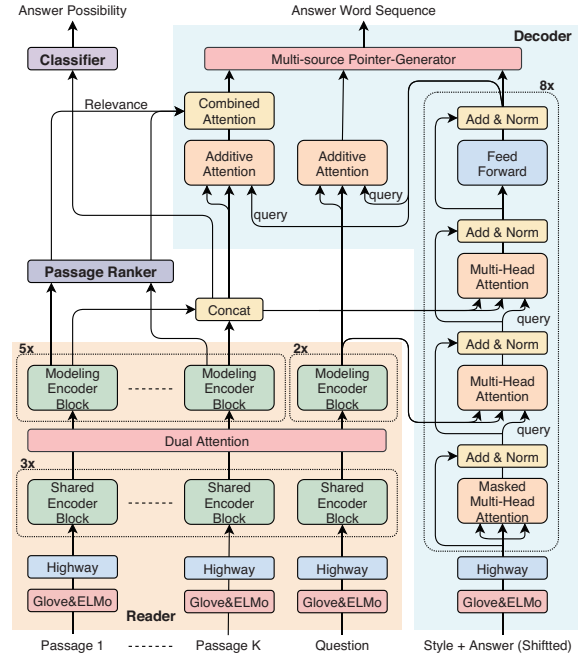 Answer Possibility
Answer Word Sequence
Decoder
Classifier
Multi-source Pointer-Generator
8x
Relevance
Combined
Attention
Add & Norm
Additive
Attention
Additive
Attention
Feed
Forward
query
query
Add & Norm
Passage Ranker
Multi-Head
Attention
Concat
query
5x
2x
Add & Norm
Modeling
Encoder
Block
Modeling
Encoder
Block
Modeling
Encoder
Block
Multi-Head
Attention
query
Dual Attention
Add & Norm
3x
Shared
Encoder
Block
Shared
Encoder
Block
Shared
Encoder
Block
Masked
Multi-Head
Attention
Highway
Highway
Highway
Highway
Glove&ELMo
Glove&ELMo
Glove&ELMo
Glove&ELMo
Reader
Passage 1
Passage K
Question
Style + Answer (Shiftted)